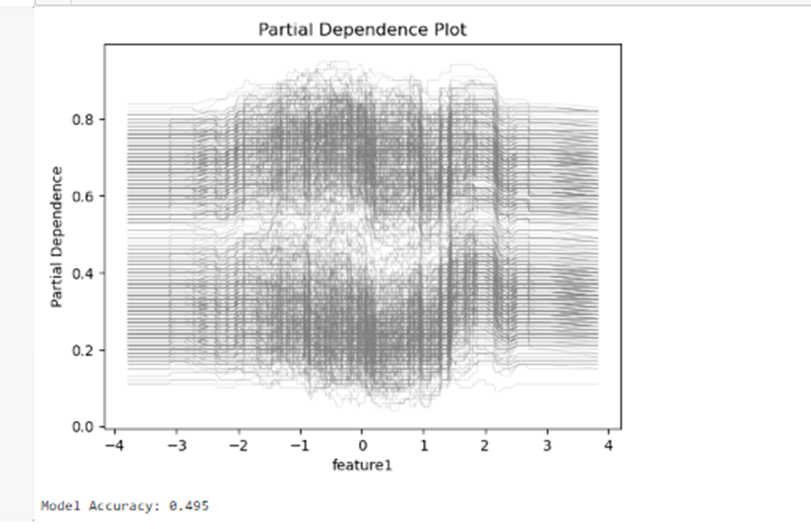 Partial Dependence Plot
Partial Dependence
0.8
0.6
0.4
0.2
0.0
−4 −3 −2 −1 0 1 2 3 4
feature1
Model Accuracy: 0.495